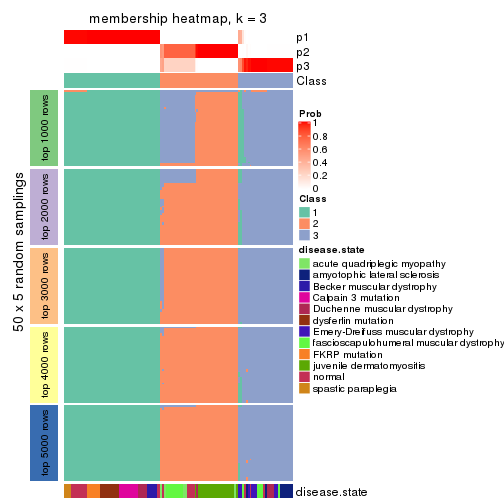 membership heatmap, k = 3
p1
p2
p3
Class
50 x 5 random samplings
top 1000 rows
top 2000 rows
top 3000 rows
top 4000 rows
top 5000 rows
Prob
1
0.8
0.6
0.4
0.2
0
Class
1
2
3
disease.state
acute quadriplegic myopathy
amyotrophic lateral sclerosis
Becker muscular dystrophy
Calpain 3 mutation
Duchenne muscular dystrophy
dysferlin mutation
Emery-Dreifuss muscular dystrophy
fascioscapulohumeral muscular dystrophy
FKRP mutation
juvenile dermatomyositis
normal
spastic paraplegia
disease.state